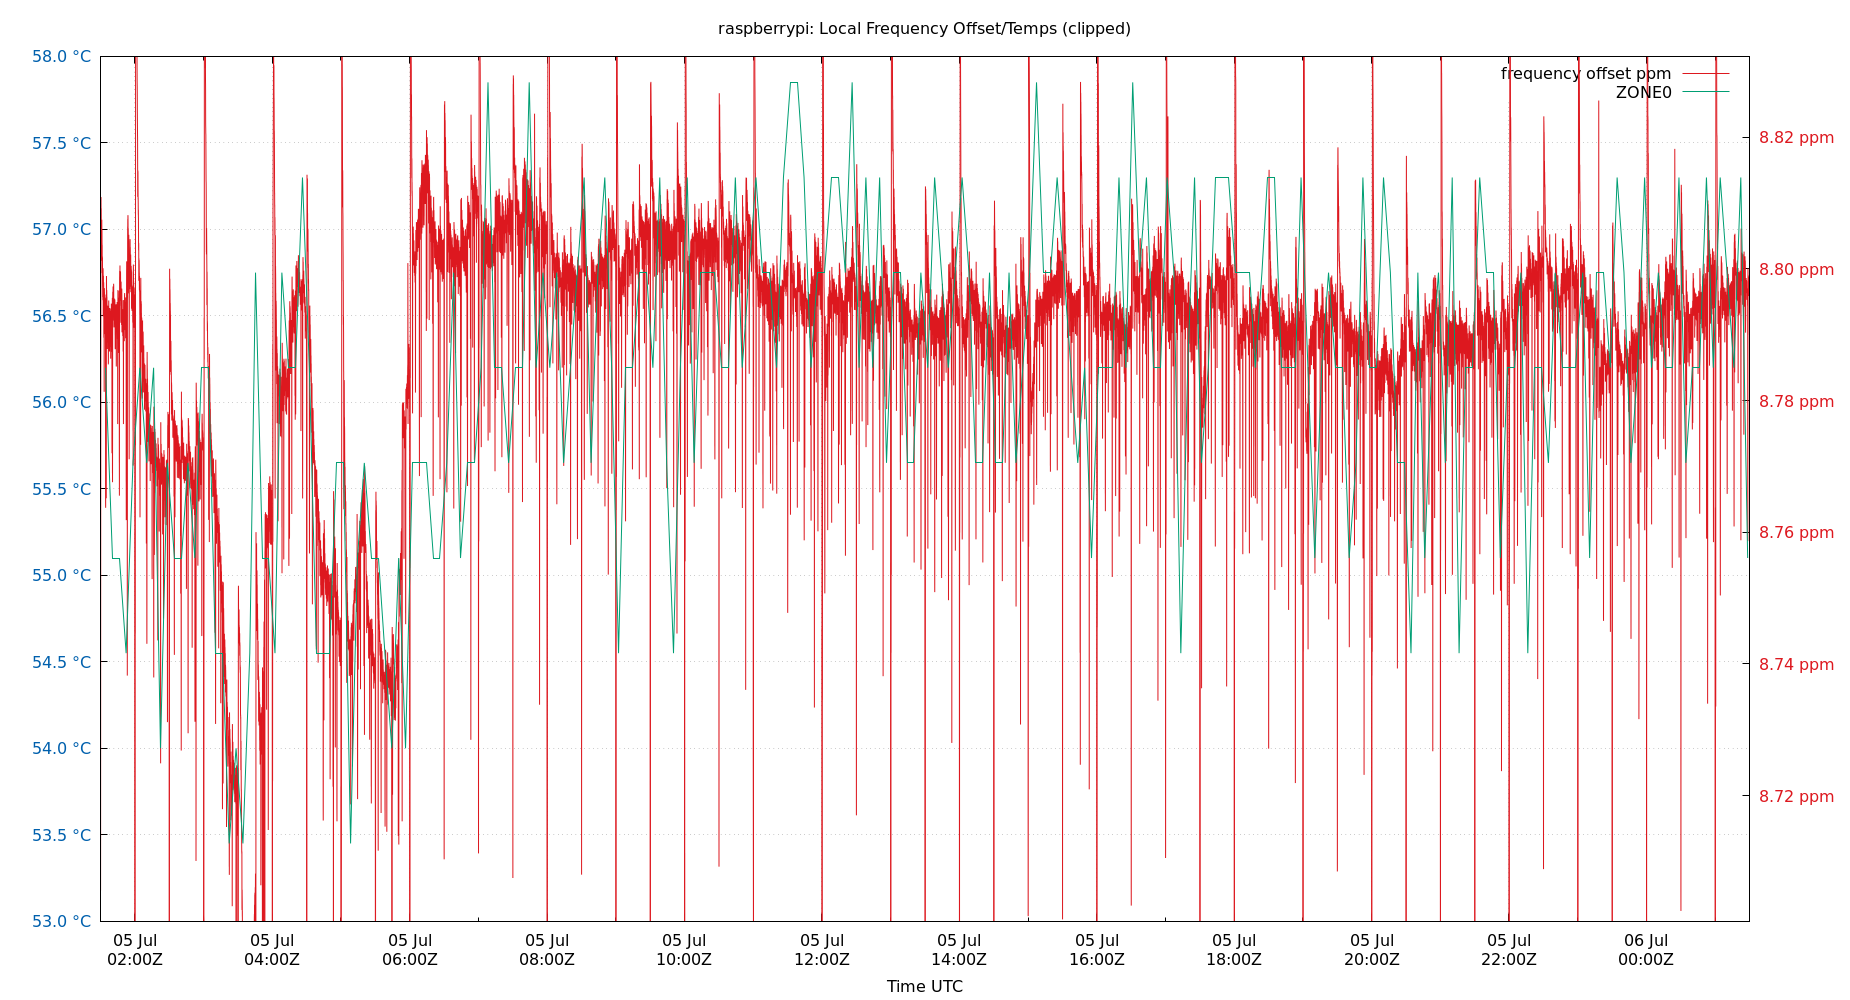 raspberrypi: Local Frequency Offset/Temps (clipped)
frequency offset ppm
ZONE0
58.0 °C
57.5 °C
57.0 °C
56.5 °C
56.0 °C
55.5 °C
55.0 °C
54.5 °C
54.0 °C
53.5 °C
53.0 °C
8.82 ppm
8.80 ppm
8.78 ppm
8.76 ppm
8.74 ppm
8.72 ppm
05 Jul 05 Jul 05 Jul 05 Jul 05 Jul 05 Jul 05 Jul 05 Jul 05 Jul 05 Jul 05 Jul 06 Jul
02:00Z 04:00Z 06:00Z 08:00Z 10:00Z 12:00Z 14:00Z 16:00Z 18:00Z 20:00Z 22:00Z 00:00Z
Time UTC